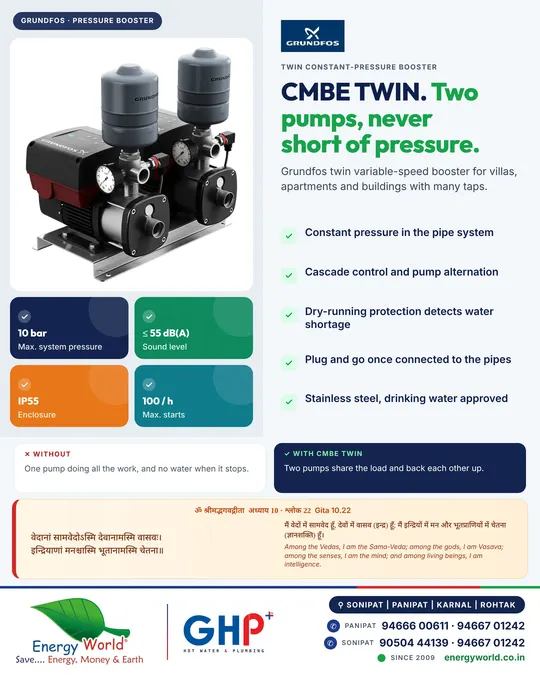 GRUNDFOS · PRESSURE BOOSTER
GRUNDFOS
TWIN CONSTANT-PRESSURE BOOSTER
CMBE TWIN. Two
pumps, never
short of pressure.
Grundfos twin variable-speed booster for villas,
apartments and buildings with many taps.
Constant pressure in the pipe system
Cascade control and pump alternation
Dry-running protection detects water
shortage
Plug and go once connected to the pipes
Stainless steel, drinking water approved
10 bar
Max. system pressure
≤ 55 dB(A)
Sound level
IP55
Enclosure
100 / h
Max. starts
✕ WITHOUT
One pump doing all the work, and no water when it stops.
✓ WITH CMBE TWIN
Two pumps share the load and back each other up.
ॐ श्रीमद्भगवद्गीता अध्याय 10 · श्लोक 22 Gita 10.22
वेदानां सामवेदोऽस्मि देवानामस्मि वासवः।
इन्द्रियाणां मनश्चास्मि भूतानामस्मि चेतना॥
मैं वेदों में सामवेद हूँ, देवों में वासव (इन्द्र) हूँ; मैं इन्द्रियों में मन और भूतप्राणियों में चेतना
(ज्ञानशक्ति) हूँ।
Among the Vedas, I am the Sama-Veda; among the gods, I am Vasava;
among the senses, I am the mind; and among living beings, I am
intelligence.
Energy World
Save.... Energy, Money & Earth
GHP+
HOT WATER & PLUMBING
SONIPAT | PANIPAT | KARNAL | ROHTAK
PANIPAT 94666 00611 · 94667 01242
SONIPAT 90504 44139 · 94667 01242
SINCE 2009 energyworld.co.in